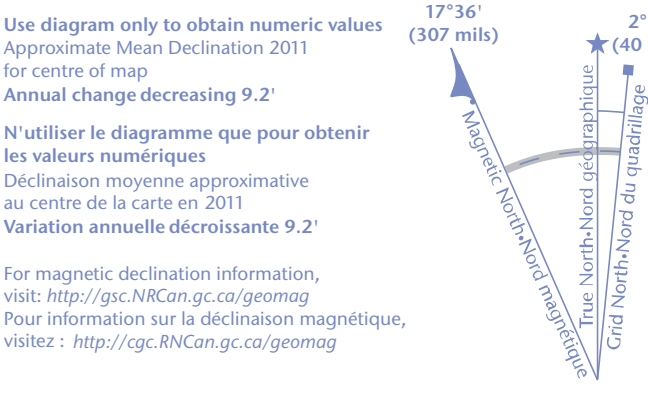 Use diagram only to obtain numeric values
Approximate Mean Declination 2011
for centre of map
Annual change decreasing 9.2'
N'utiliser le diagramme que pour obtenir
les valeurs numériques
Déclinaison moyenne approximative
au centre de la carte en 2011
Variation annuelle décroissante 9.2'
For magnetic declination information,
visit: http://gsc.NRCan.gc.ca/geomag
Pour information sur la déclinaison magnétique,
visitez : http://cgc.RNCan.gc.ca/geomag
17°36'
(307 mils)
2°
(40
Magnetic North•Nord magnétique
True North•Nord géographique
Grid North•Nord du quadrillage